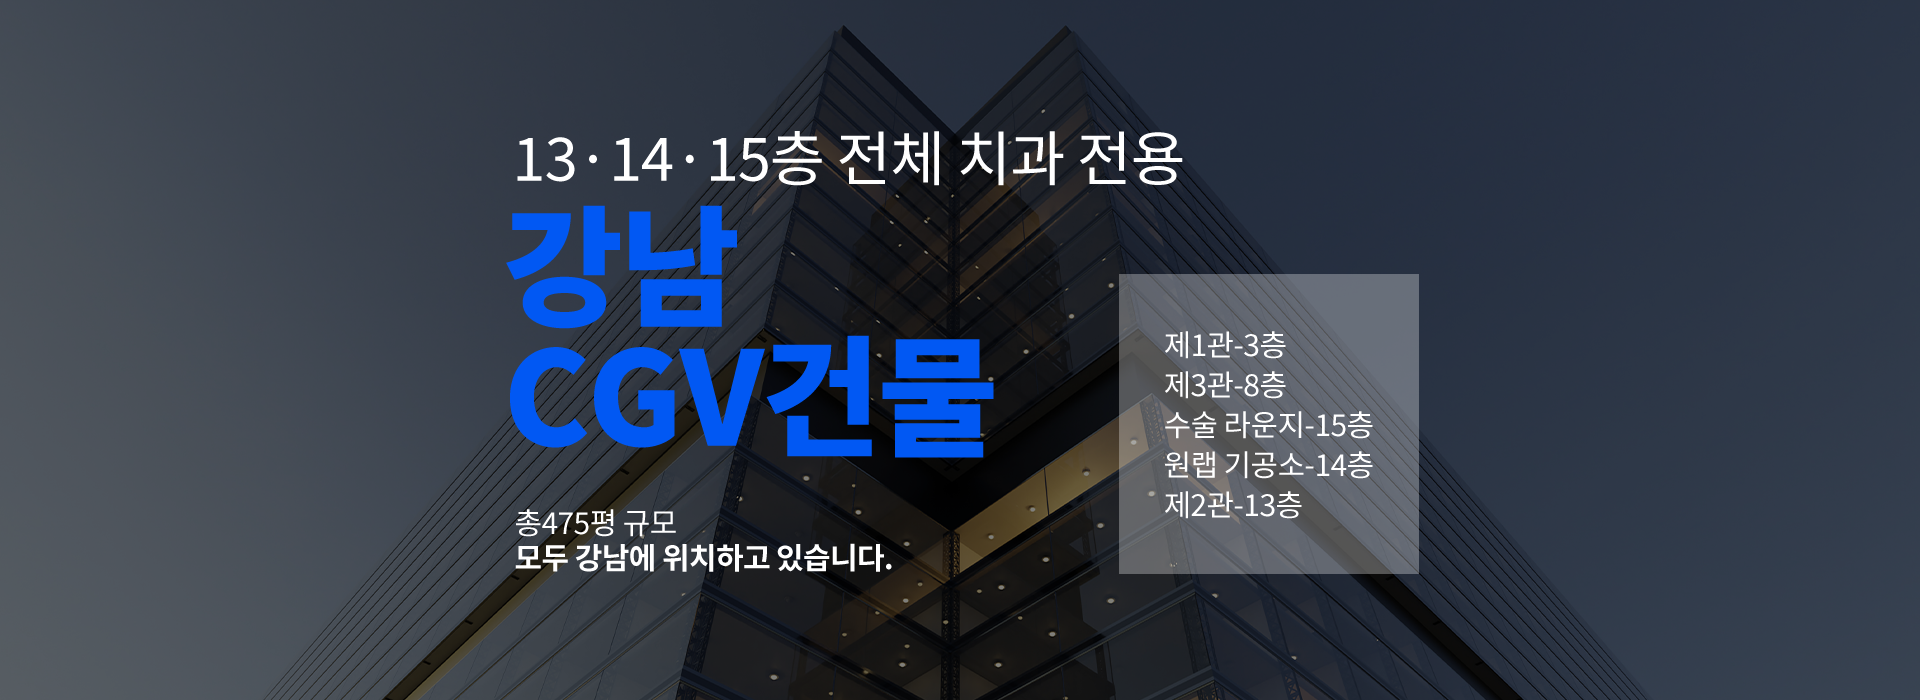 13·14·15층 전체 치과 전용
강남
CGV건물
총475평 규모
모두 강남에 위치하고 있습니다.
제1관-3층
제3관-8층
수술 라운지-15층
원랩 기공소-14층
제2관-13층